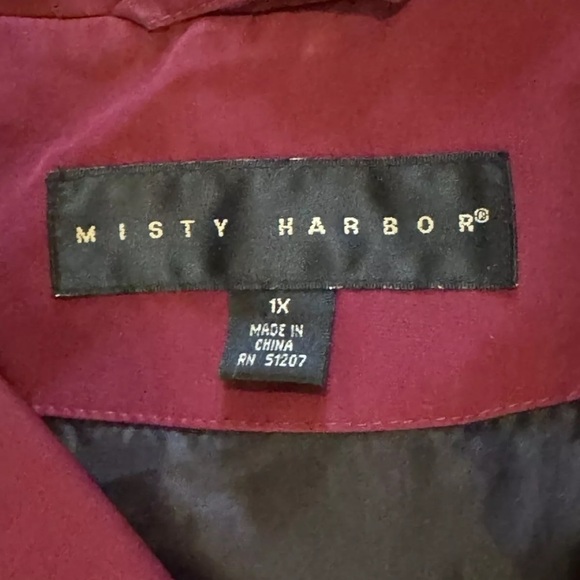 MISTY HARBOR®
1X
MADE IN
CHINA
RN 51207